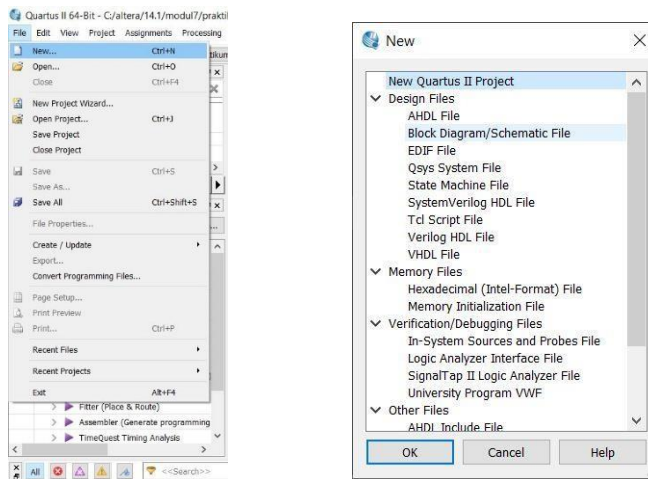 Quartus II 64-Bit - C:/altera/14.1/modul7/prakti
File Edit View Project Assignments Processing
New... Ctrl+N
Open... Ctrl+O
Close Ctrl+F4
New Project Wizard...
Open Project... Ctrl+J
Save Project
Close Project
Save Ctrl+S
Save As...
Save All Ctrl+Shift+S
File Properties...
Create / Update
Export...
Convert Programming Files...
Page Setup...
Print Preview
Print... Ctrl+P
Recent Files
Recent Projects
Exit Alt+F4
Fitter (Place & Route)
Assembler (Generate programming
TimeQuest Timing Analysis
All <<Search>>
New
New Quartus II Project
Design Files
AHDL File
Block Diagram/Schematic File
EDIF File
Qsys System File
State Machine File
SystemVerilog HDL File
Tcl Script File
Verilog HDL File
VHDL File
Memory Files
Hexadecimal (Intel-Format) File
Memory Initialization File
Verification/Debugging Files
In-System Sources and Probes File
Logic Analyzer Interface File
SignalTap II Logic Analyzer File
University Program VWF
Other Files
AHDL Include File
OK Cancel Help